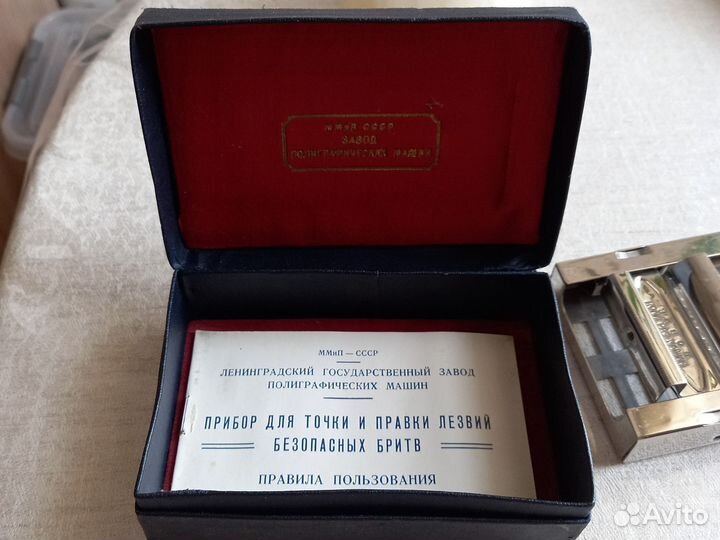 ММиП СССР
ЗАВОД
ПОЛИГРАФИЧЕСКИХ МАШИН
ММиП — СССР
ЛЕНИНГРАДСКИЙ ГОСУДАРСТВЕННЫЙ ЗАВОД
ПОЛИГРАФИЧЕСКИХ МАШИН
ПРИБОР ДЛЯ ТОЧКИ И ПРАВКИ ЛЕЗВИЙ
БЕЗОПАСНЫХ БРИТВ
ПРАВИЛА ПОЛЬЗОВАНИЯ
Avito